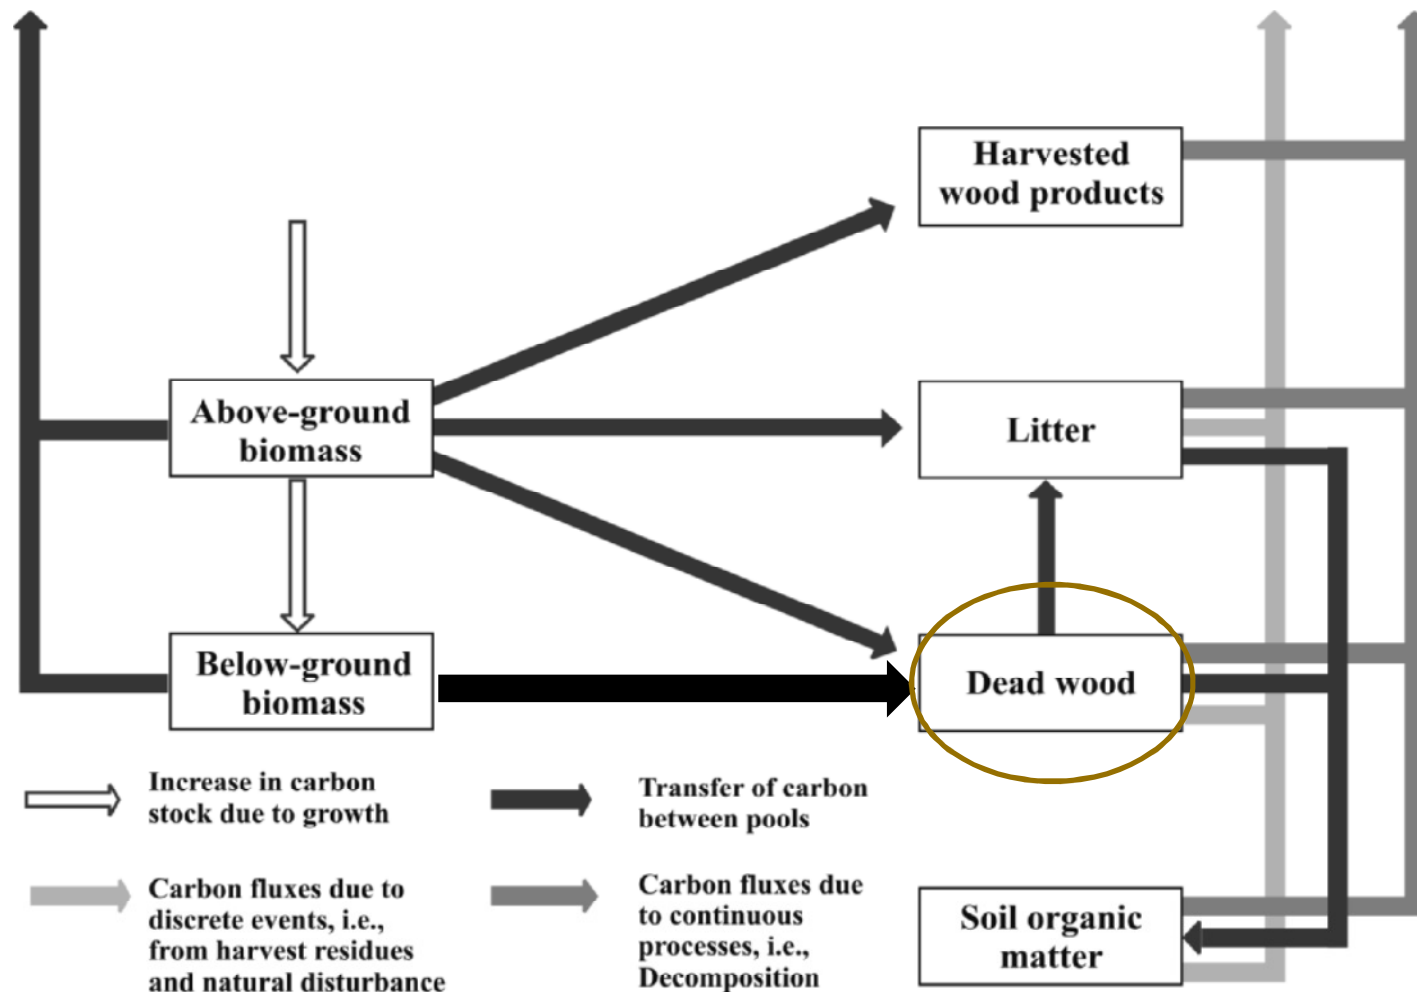 Harvested
wood products
Above-ground
biomass
Litter
Below-ground
biomass
Dead wood
Increase in carbon
stock due to growth
Transfer of carbon
between pools
Carbon fluxes due to
discrete events, i.e.,
from harvest residues
and natural disturbance
Carbon fluxes due
to continuous
processes, i.e.,
Decomposition
Soil organic
matter